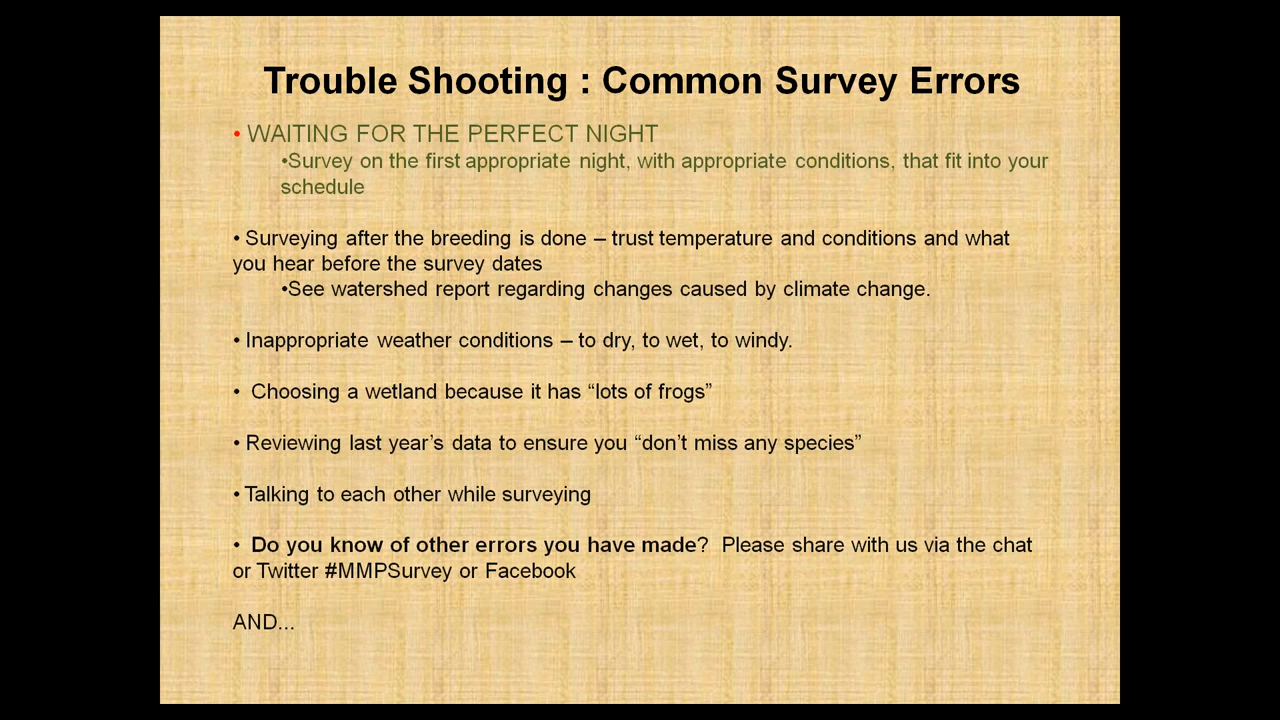 Trouble Shooting : Common Survey Errors
• WAITING FOR THE PERFECT NIGHT
•Survey on the first appropriate night, with appropriate conditions, that fit into your
schedule
• Surveying after the breeding is done – trust temperature and conditions and what
you hear before the survey dates
•See watershed report regarding changes caused by climate change.
• Inappropriate weather conditions – to dry, to wet, to windy.
• Choosing a wetland because it has “lots of frogs”
• Reviewing last year’s data to ensure you “don’t miss any species”
• Talking to each other while surveying
• Do you know of other errors you have made? Please share with us via the chat
or Twitter #MMPSurvey or Facebook
AND...